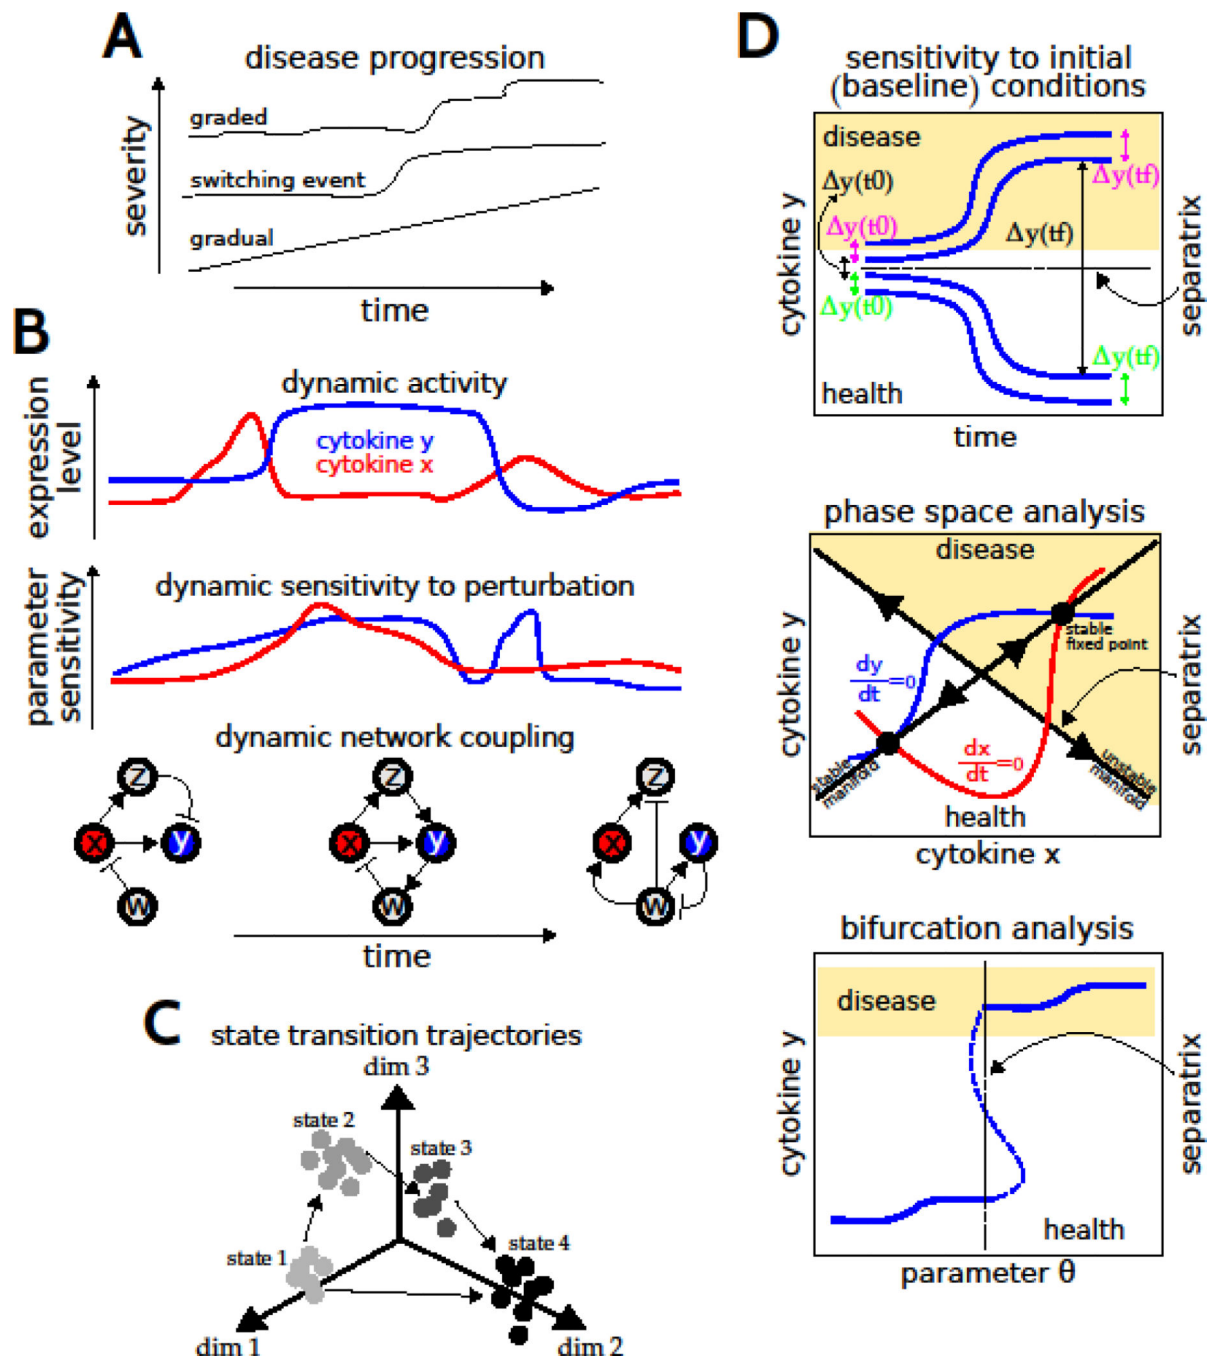 A
disease progression
severity
graded
switching event
gradual
time
B
dynamic activity
expression
level
cytokine y
cytokine x
dynamic sensitivity to perturbation
parameter
sensitivity
dynamic network coupling
z
x
y
w
z
x
y
w
z
x
y
w
time
C
state transition trajectories
dim 3
state 2
state 3
state 1
state 4
dim 1
dim 2
D
sensitivity to initial
(baseline) conditions
disease
Δy(t0)
Δy(tf)
Δy(t0)
Δy(tf)
Δy(t0)
Δy(tf)
health
cytokine y
separatrix
time
phase space analysis
disease
stable
fixed point
dy
dt
=0
dx
dt
=0
stable
manifold
unstable
manifold
health
cytokine y
separatrix
cytokine x
bifurcation analysis
disease
health
cytokine y
separatrix
parameter θ